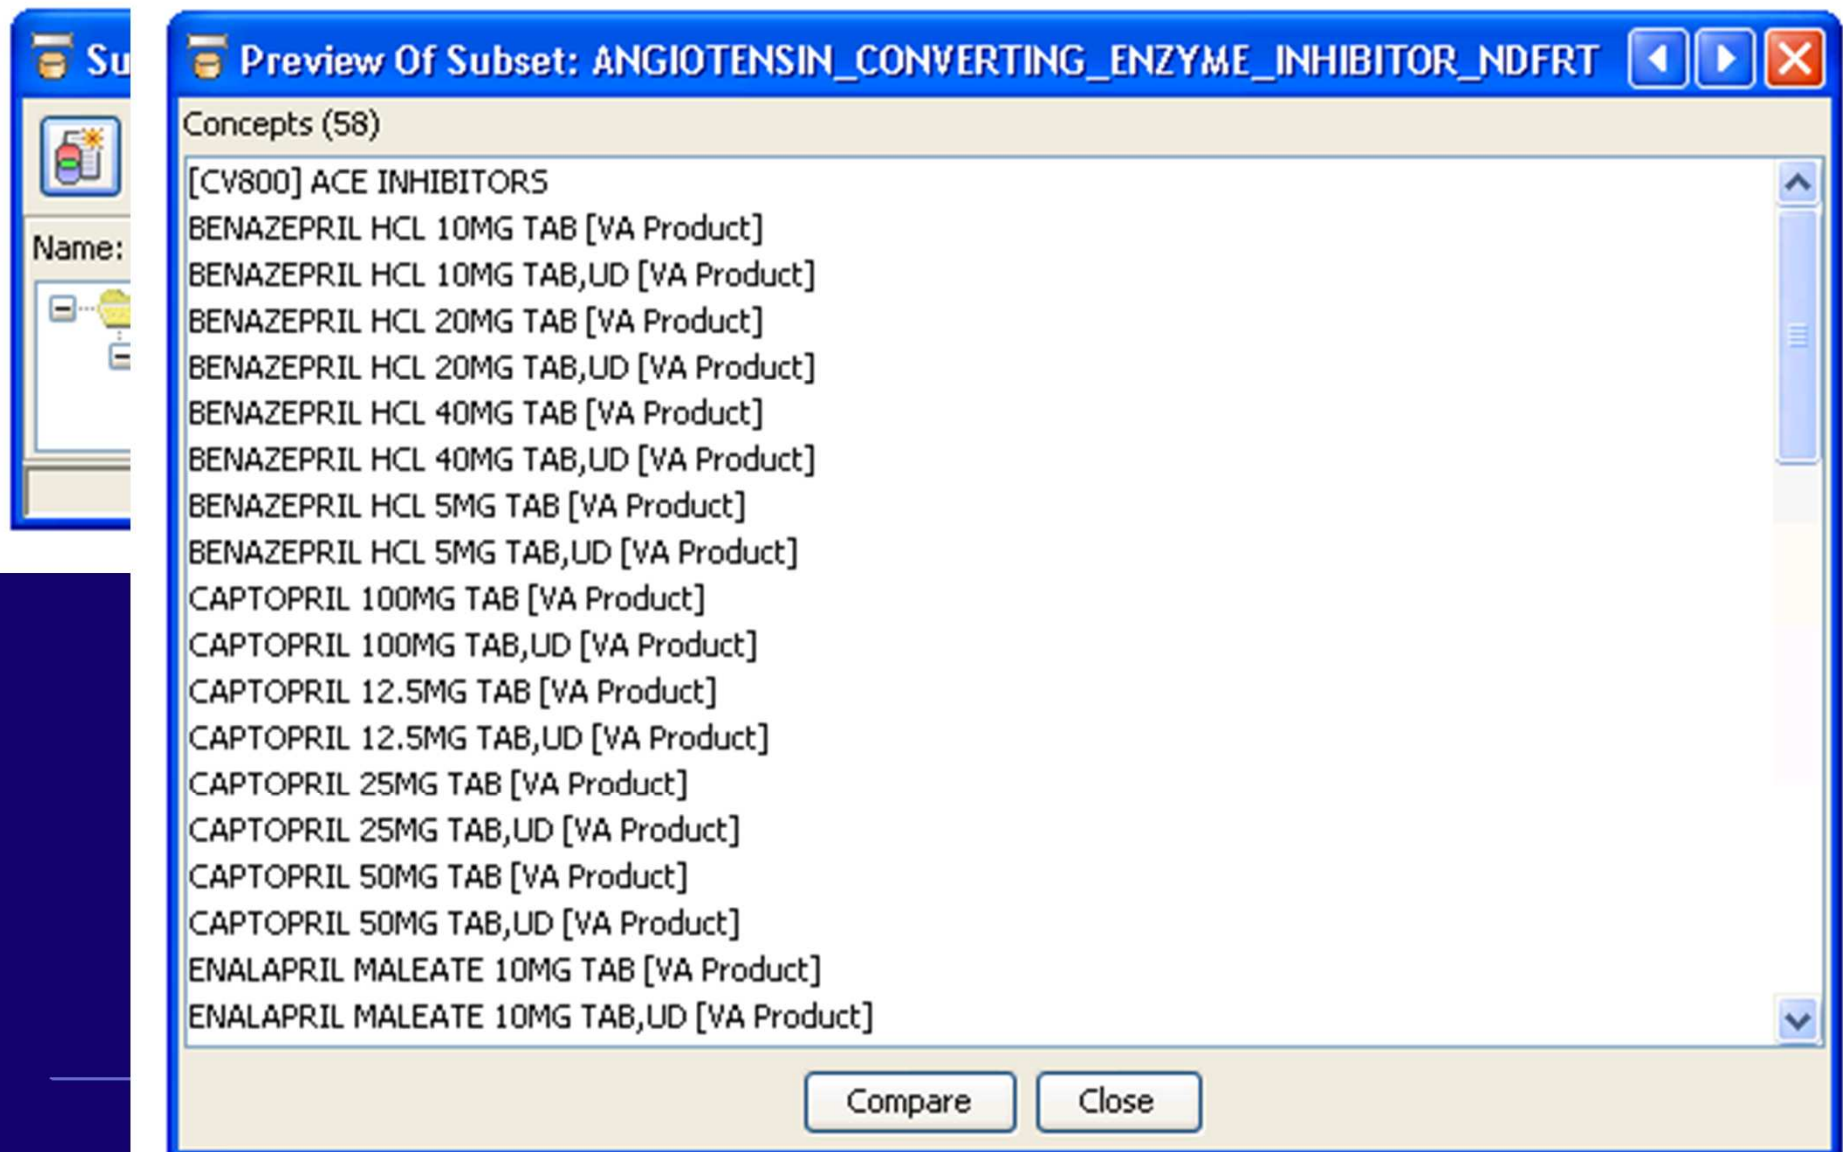 Su
Name:
Preview Of Subset: ANGIOTENSIN_CONVERTING_ENZYME_INHIBITOR_NDFRT
Concepts (58)
[CV800] ACE INHIBITORS
BENAZEPRIL HCL 10MG TAB [VA Product]
BENAZEPRIL HCL 10MG TAB,UD [VA Product]
BENAZEPRIL HCL 20MG TAB [VA Product]
BENAZEPRIL HCL 20MG TAB,UD [VA Product]
BENAZEPRIL HCL 40MG TAB [VA Product]
BENAZEPRIL HCL 40MG TAB,UD [VA Product]
BENAZEPRIL HCL 5MG TAB [VA Product]
BENAZEPRIL HCL 5MG TAB,UD [VA Product]
CAPTOPRIL 100MG TAB [VA Product]
CAPTOPRIL 100MG TAB,UD [VA Product]
CAPTOPRIL 12.5MG TAB [VA Product]
CAPTOPRIL 12.5MG TAB,UD [VA Product]
CAPTOPRIL 25MG TAB [VA Product]
CAPTOPRIL 25MG TAB,UD [VA Product]
CAPTOPRIL 50MG TAB [VA Product]
CAPTOPRIL 50MG TAB,UD [VA Product]
ENALAPRIL MALEATE 10MG TAB [VA Product]
ENALAPRIL MALEATE 10MG TAB,UD [VA Product]
Compare
Close